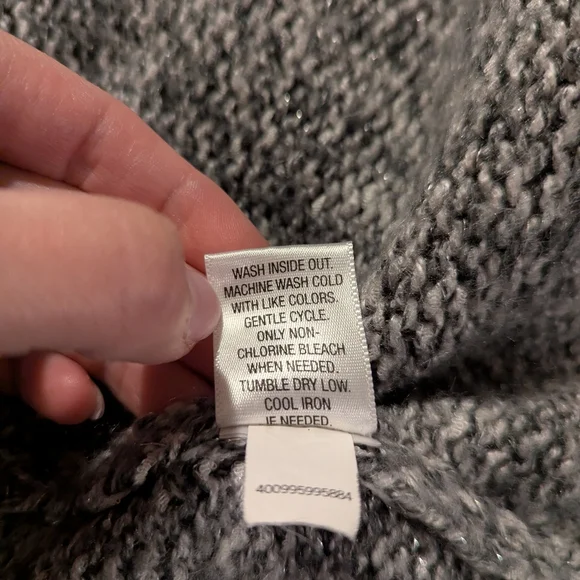 WASH INSIDE OUT.
MACHINE WASH COLD
WITH LIKE COLORS.
GENTLE CYCLE.
ONLY NON-
CHLORINE BLEACH
WHEN NEEDED.
TUMBLE DRY LOW.
COOL IRON
IF NEEDED.
400995995884